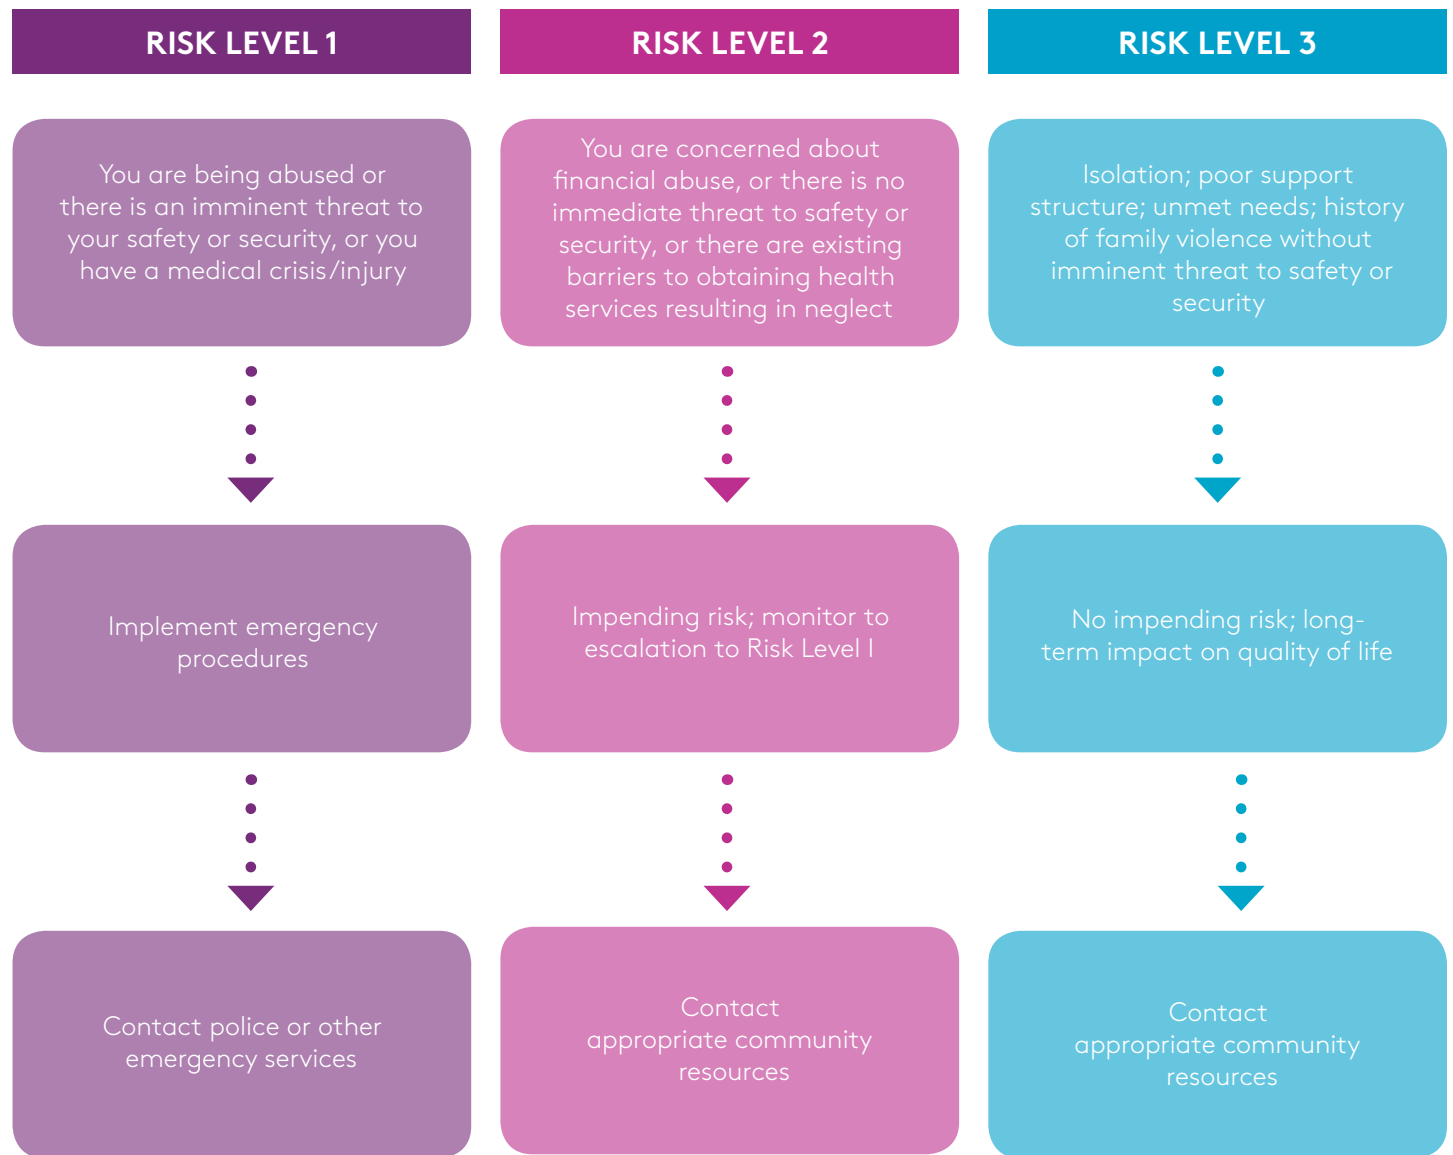 RISK LEVEL 1
You are being abused or
there is an imminent threat to
your safety or security, or you
have a medical crisis/injury
Implement emergency
procedures
Contact police or other
emergency services
RISK LEVEL 2
You are concerned about
financial abuse, or there is no
immediate threat to safety or
security, or there are existing
barriers to obtaining health
services resulting in neglect
Impending risk; monitor to
escalation to Risk Level I
Contact
appropriate community
resources
RISK LEVEL 3
Isolation; poor support
structure; unmet needs; history
of family violence without
imminent threat to safety or
security
No impending risk; long-
term impact on quality of life
Contact
appropriate community
resources